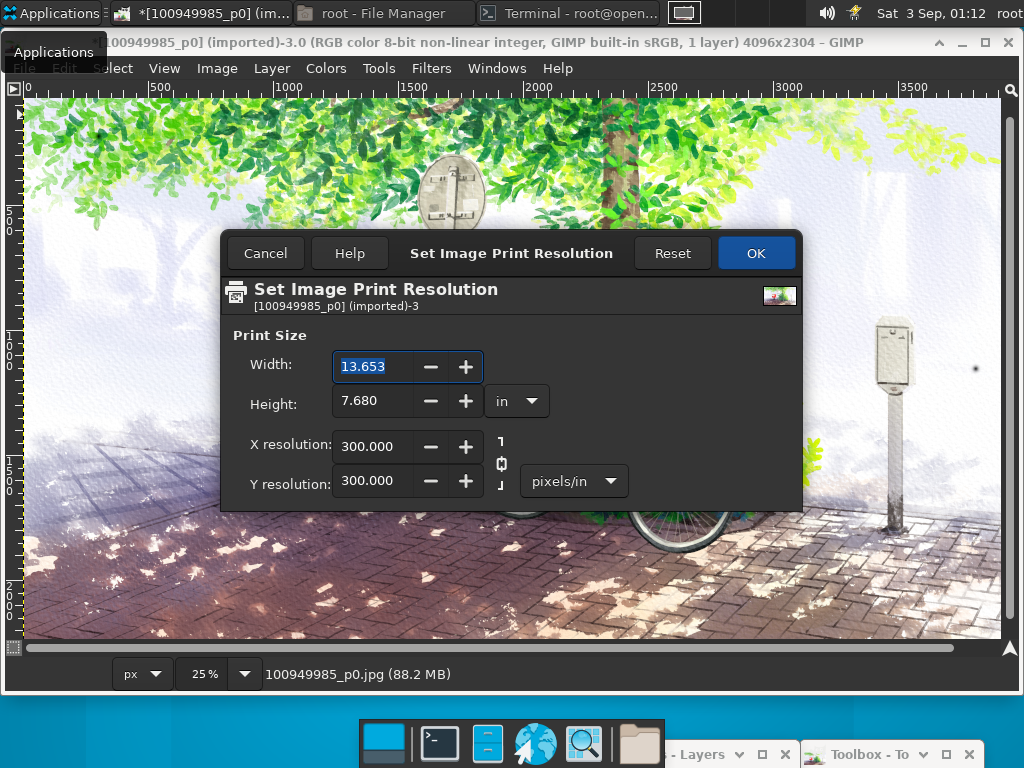 Applications
*[100949985_p0] (im...
root - File Manager
Terminal - root@open...
Sat 3 Sep, 01:12
root
Applications
[100949985_p0] (imported)-3.0 (RGB color 8-bit non-linear integer, GIMP built-in sRGB, 1 layer) 4096x2304 – GIMP
File Edit Select View Image Layer Colors Tools Filters Windows Help
0 500 1000 1500 2000 2500 3000 3500
500
1000
1500
2000
Cancel
Help
Set Image Print Resolution
Reset
OK
Set Image Print Resolution
[100949985_p0] (imported)-3
Print Size
Width: 13.653
Height: 7.680 in
X resolution: 300.000
Y resolution: 300.000 pixels/in
px 25 % 100949985_p0.jpg (88.2 MB)
- Layers
Toolbox - To